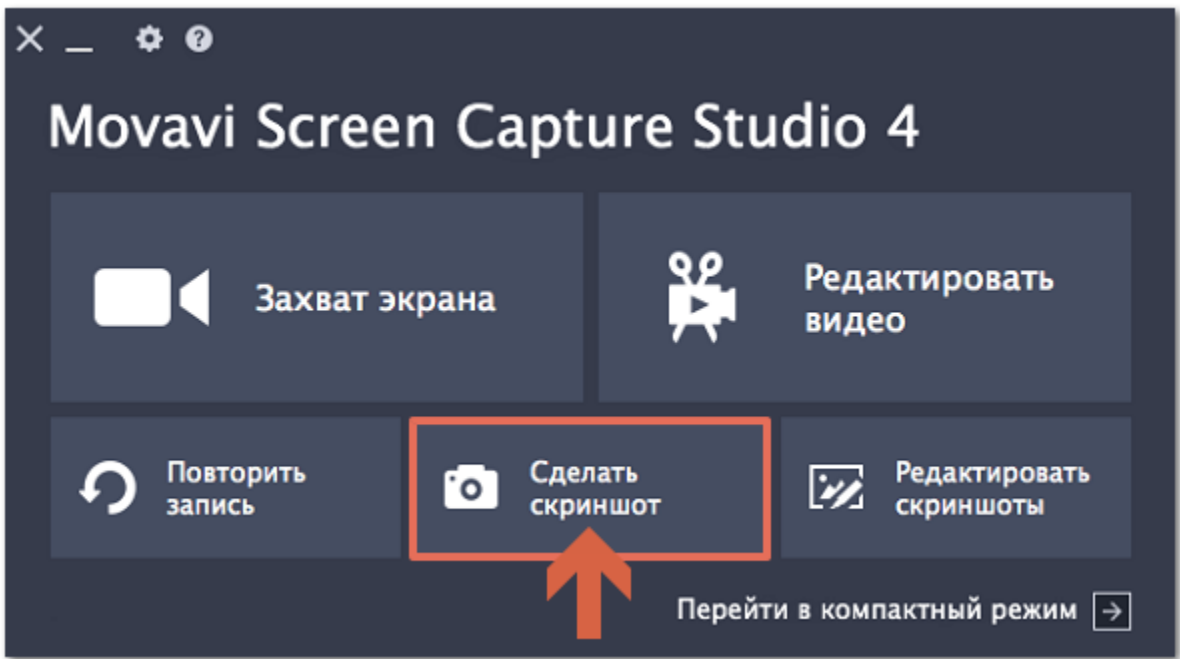 Movavi Screen Capture Studio 4
Захват экрана
Редактировать
видео
Повторить
запись
Сделать
скриншот
Редактировать
скриншоты
Перейти в компактный режим